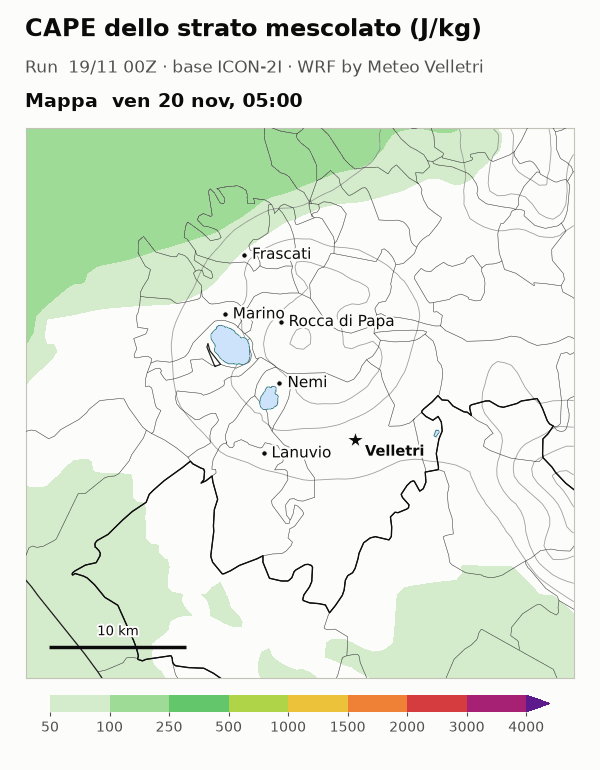 CAPE dello strato mescolato (J/kg)
Run  19/11 00Z · base ICON-2I · WRF by Meteo Velletri
Mappa  ven 20 nov, 05:00
Frascati
Marino
Rocca di Papa
Nemi
Velletri
Lanuvio
10 km
50 100 250 500 1000 1500 2000 3000 4000